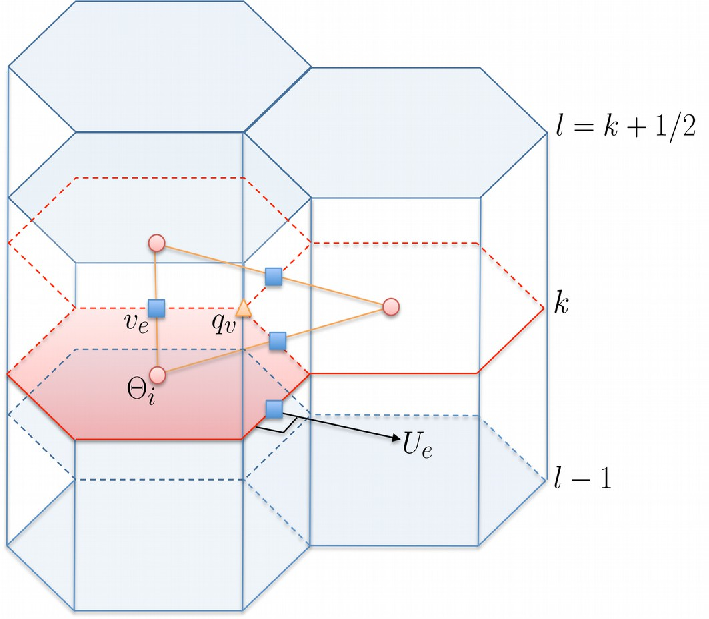 l = k + 1/2
k
v_e
q_v
Θ_i
U_e
l − 1